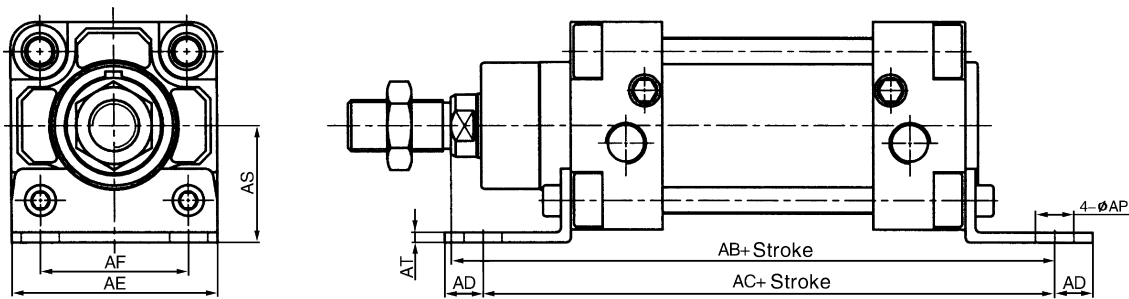 AS
AF
AE
AT
AD
AB+ Stroke
AC+ Stroke
4-ØAP
AD